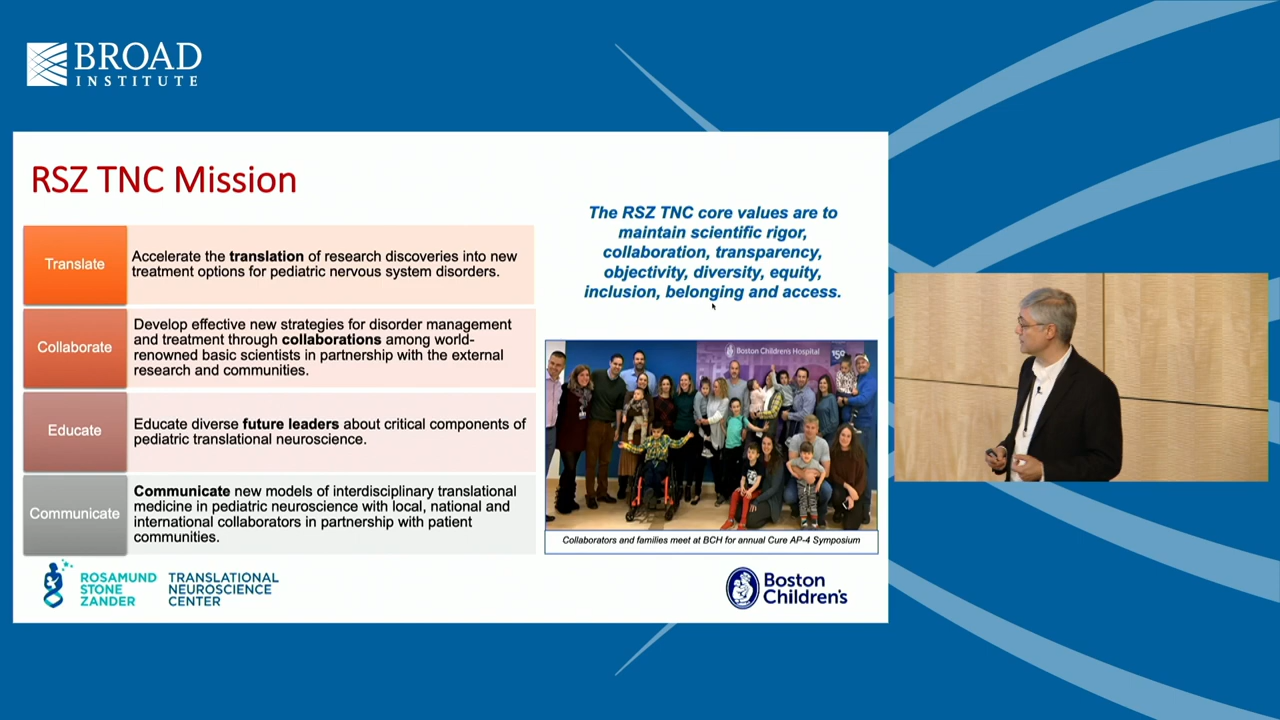 BROAD
INSTITUTE
RSZ TNC Mission
Translate
Accelerate the translation of research discoveries into new
treatment options for pediatric nervous system disorders.
Collaborate
Develop effective new strategies for disorder management
and treatment through collaborations among world-
renowned basic scientists in partnership with the external
research and communities.
Educate
Educate diverse future leaders about critical components of
pediatric translational neuroscience.
Communicate
Communicate new models of interdisciplinary translational
medicine in pediatric neuroscience with local, national and
international collaborators in partnership with patient
communities.
The RSZ TNC core values are to
maintain scientific rigor,
collaboration, transparency,
objectivity, diversity, equity,
inclusion, belonging and access.
Boston Children's Hospital
Collaborators and families meet at BCH for annual Cure AP-4 Symposium
ROSAMUND
STONE
ZANDER
TRANSLATIONAL
NEUROSCIENCE
CENTER
Boston
Children's